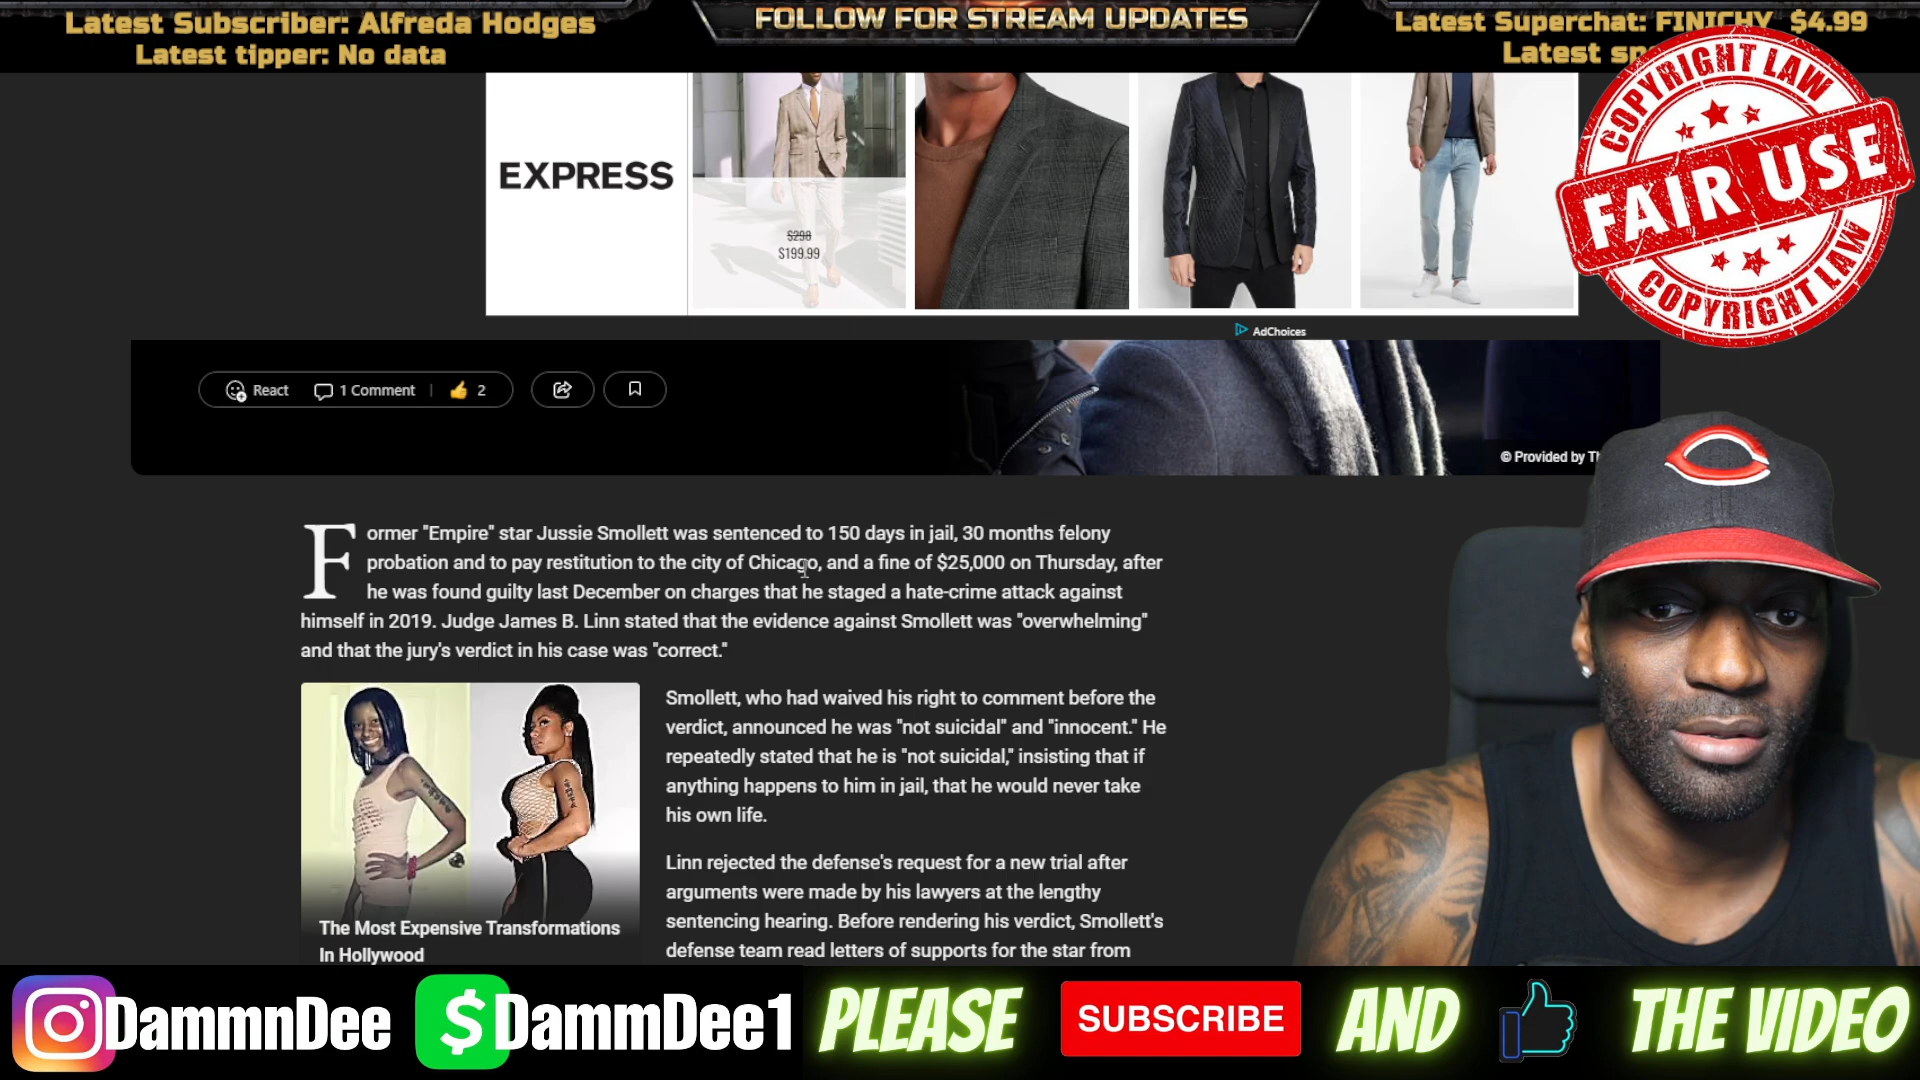 Latest Subscriber: Alfreda Hodges
Latest tipper: No data
FOLLOW FOR STREAM UPDATES
Latest Superchat: FINICHY $4.99
Latest
COPYRIGHT LAW
FAIR USE
COPYRIGHT LAW
EXPRESS
$298
$199.99
AdChoices
React
1 Comment
2
© Provided by
Former "Empire" star Jussie Smollett was sentenced to 150 days in jail, 30 months felony
probation and to pay restitution to the city of Chicago, and a fine of $25,000 on Thursday, after
he was found guilty last December on charges that he staged a hate-crime attack against
himself in 2019. Judge James B. Linn stated that the evidence against Smollett was "overwhelming"
and that the jury's verdict in his case was "correct."
The Most Expensive Transformations
In Hollywood
Smollett, who had waived his right to comment before the
verdict, announced he was "not suicidal" and "innocent." He
repeatedly stated that he is "not suicidal," insisting that if
anything happens to him in jail, that he would never take
his own life.
Linn rejected the defense's request for a new trial after
arguments were made by his lawyers at the lengthy
sentencing hearing. Before rendering his verdict, Smollett's
defense team read letters of supports for the star from
DammnDee
$ DammDee1
PLEASE
SUBSCRIBE
AND
THE VIDEO